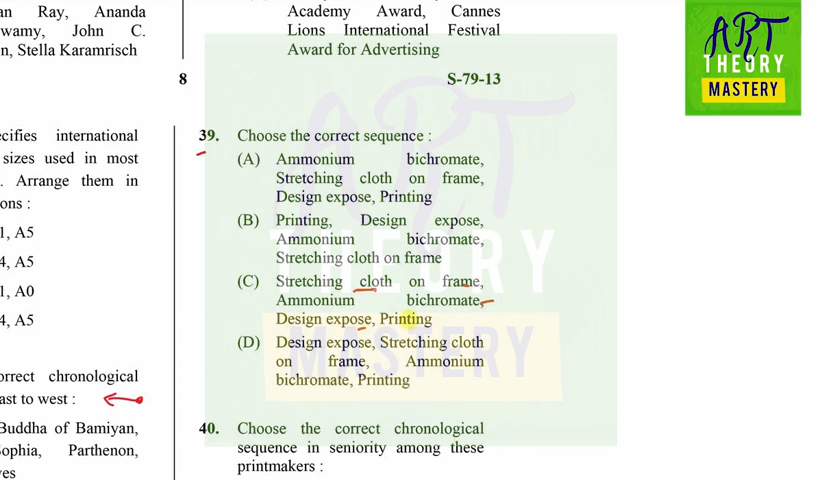 an Ray, Ananda
wamy, John C.
n, Stella Karamrisch
8
ecifies international
sizes used in most
. Arrange them in
ons :
1, A5
4, A5
1, A0
4, A5
orrect chronological
ast to west :
Buddha of Bamiyan,
ophia, Parthenon,
ves
Academy Award, Cannes
Lions International Festival
Award for Advertising
S-79-13
39. Choose the correct sequence :
(A) Ammonium bichromate,
Stretching cloth on frame,
Design expose, Printing
(B) Printing, Design expose,
Ammonium bichromate,
Stretching cloth on frame
(C) Stretching cloth on frame,
Ammonium bichromate,
Design expose, Printing
(D) Design expose, Stretching cloth
on frame, Ammonium
bichromate, Printing
40. Choose the correct chronological
sequence in seniority among these
printmakers :
ART
THEORY
MASTERY
ART
THEORY
MASTERY